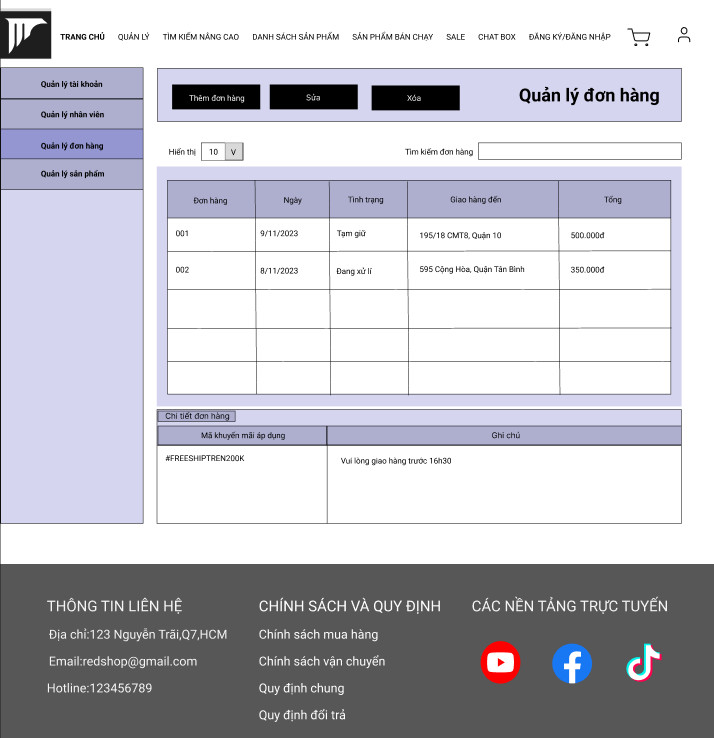 TRANG CHỦ QUẢN LÝ TÌM KIẾM NÂNG CAO DANH SÁCH SẢN PHẨM SẢN PHẨM BÁN CHẠY SALE CHAT BOX ĐĂNG KÝ/ĐĂNG NHẬP
Quản lý tài khoản
Quản lý nhân viên
Quản lý đơn hàng
Quản lý sản phẩm
Thêm đơn hàng Sửa Xóa Quản lý đơn hàng
Hiển thị 10 V Tìm kiếm đơn hàng
Đơn hàng Ngày Tình trạng Giao hàng đến Tổng
001 9/11/2023 Tạm giữ 195/18 CMT8, Quận 10 500.000đ
002 8/11/2023 Đang xử lí 595 Cộng Hòa, Quận Tân Bình 350.000đ
Chi tiết đơn hàng
Mã khuyến mãi áp dụng Ghi chú
#FREESHIPTREN200K Vui lòng giao hàng trước 16h30
THÔNG TIN LIÊN HỆ
Địa chỉ:123 Nguyễn Trãi,Q7,HCM
Email:redshop@gmail.com
Hotline:123456789
CHÍNH SÁCH VÀ QUY ĐỊNH
Chính sách mua hàng
Chính sách vận chuyển
Quy định chung
Quy định đổi trả
CÁC NỀN TẢNG TRỰC TUYẾN